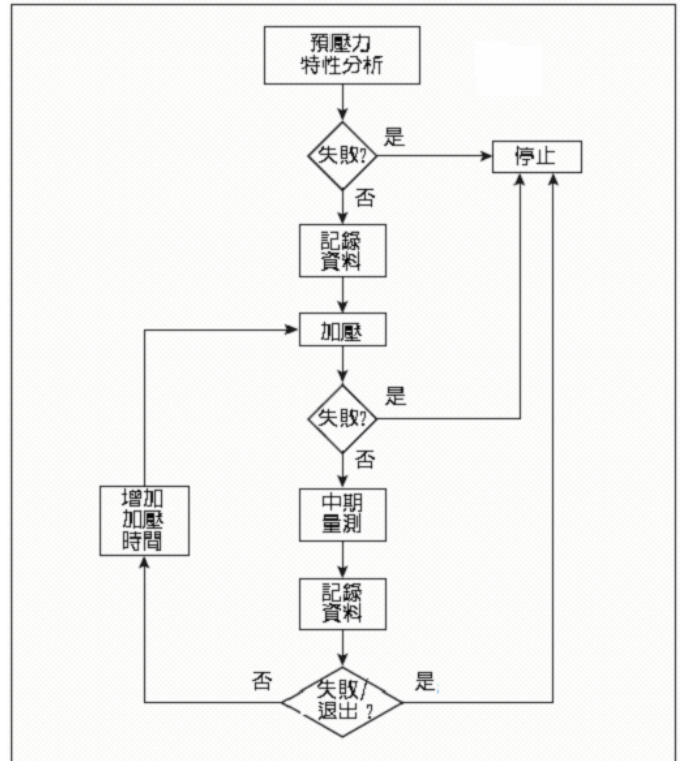 預壓力
特性分析
失敗?
是
停止
否
記錄
資料
加壓
失敗?
是
否
中期
量測
增加
加壓
時間
記錄
資料
否
失敗/
退出?
是